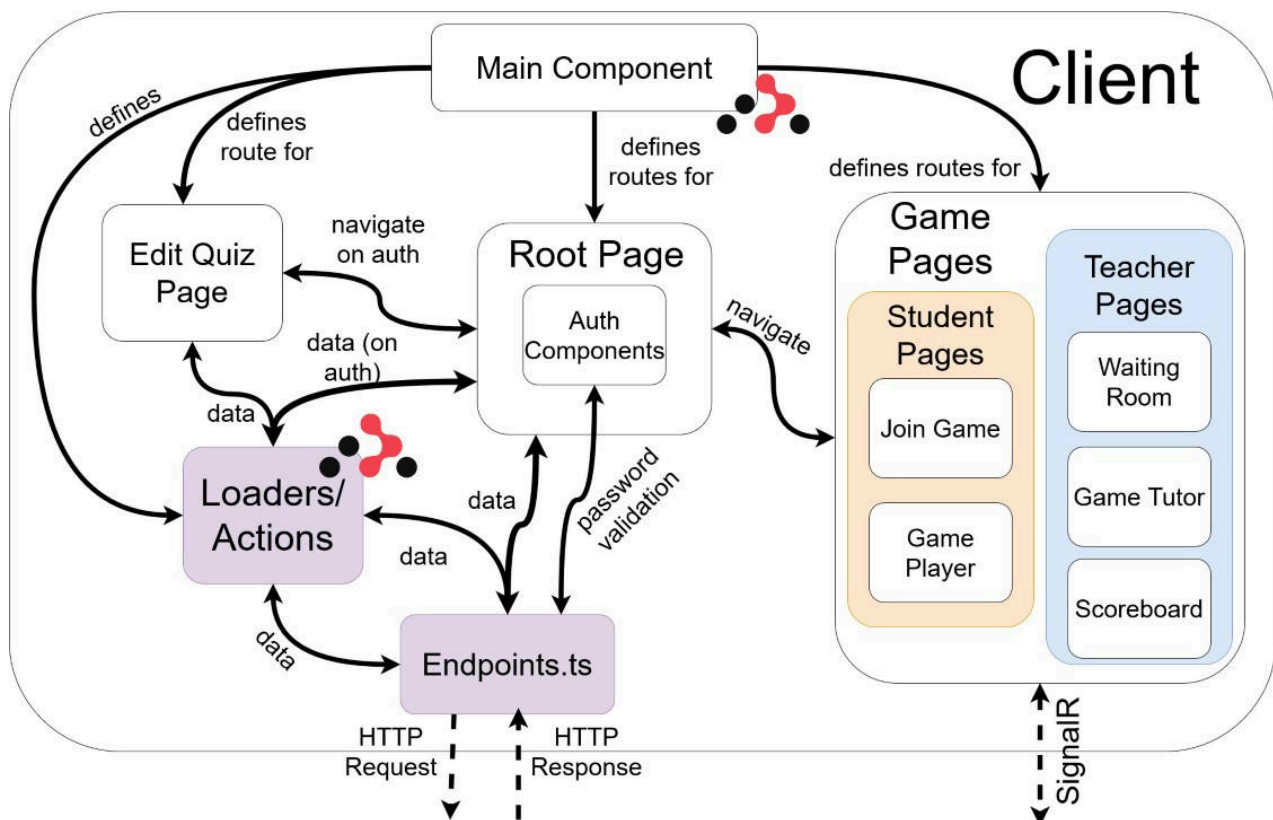 Main Component
Client
defines
defines
route for
defines
routes for
defines routes for
Edit Quiz
Page
navigate
on auth
Root Page
Auth
Components
navigate
Game
Pages
Student
Pages
Join Game
Game
Player
Teacher
Pages
Waiting
Room
Game Tutor
Scoreboard
data (on
auth)
data
Loaders/
Actions
data
data
password
validation
data
Endpoints.ts
HTTP
Request
HTTP
Response
SignalR